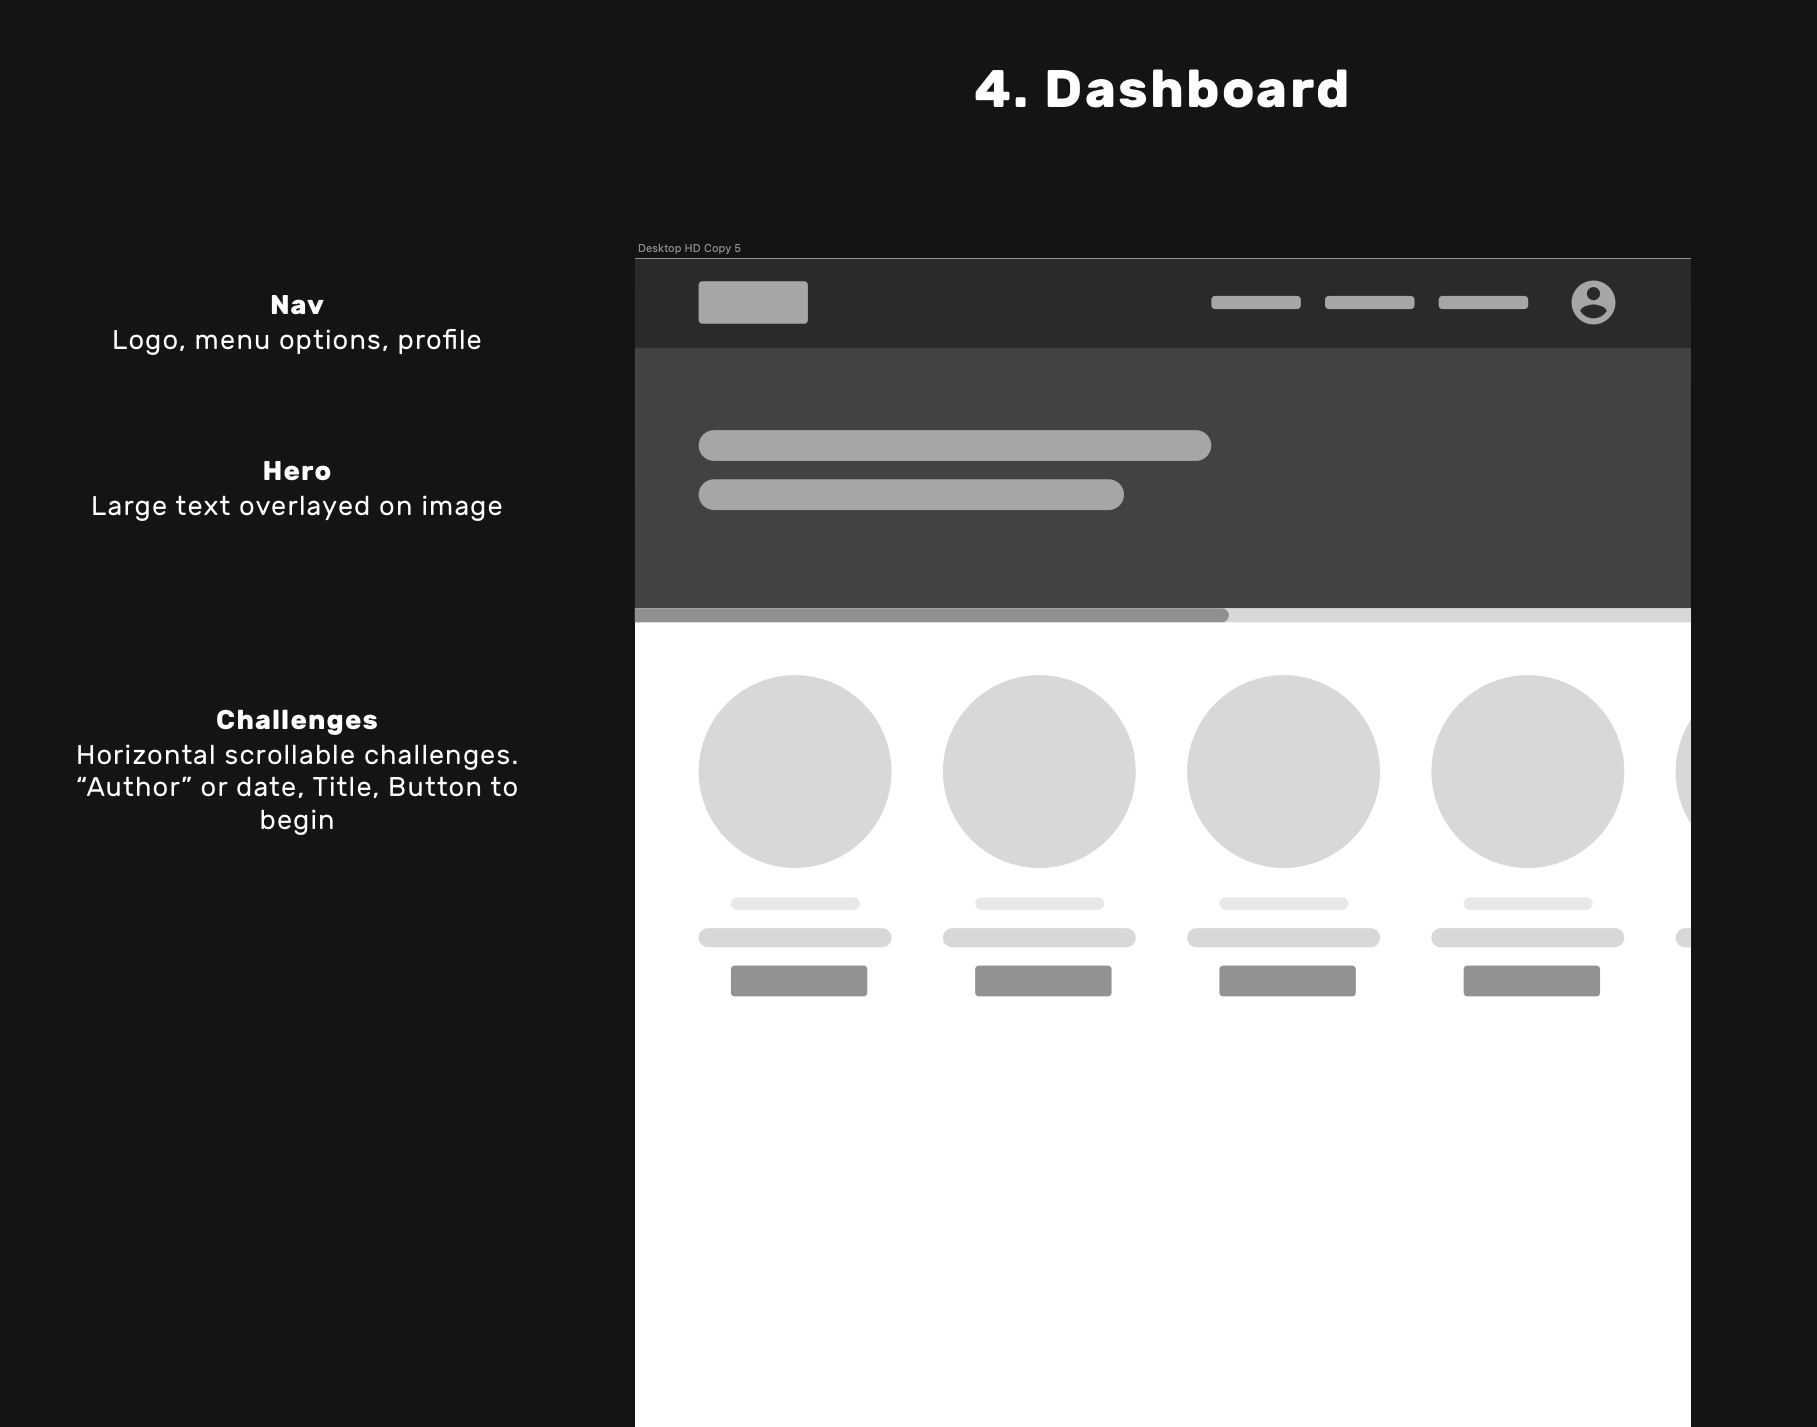 4. Dashboard
Desktop HD Copy 5
Nav
Logo, menu options, profile
Hero
Large text overlayed on image
Challenges
Horizontal scrollable challenges.
“Author” or date, Title, Button to
begin